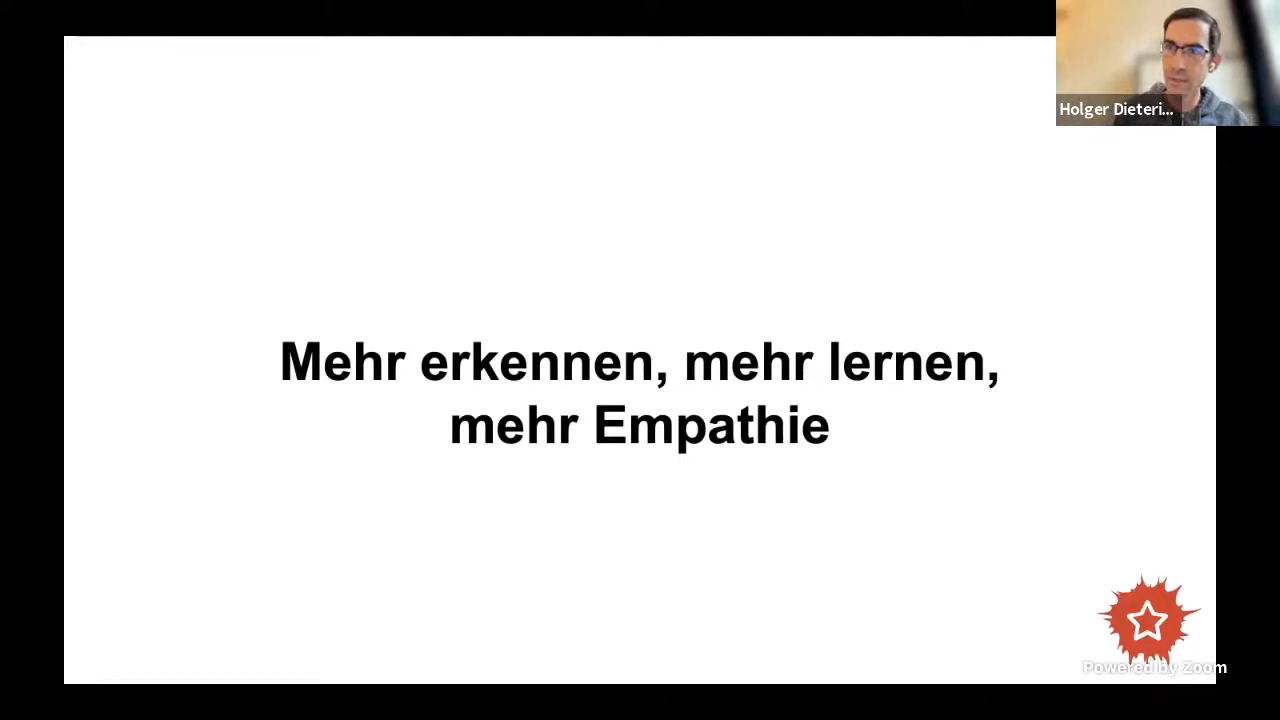 Holger Dieteri...
Mehr erkennen, mehr lernen,
mehr Empathie
Powered by Zoom